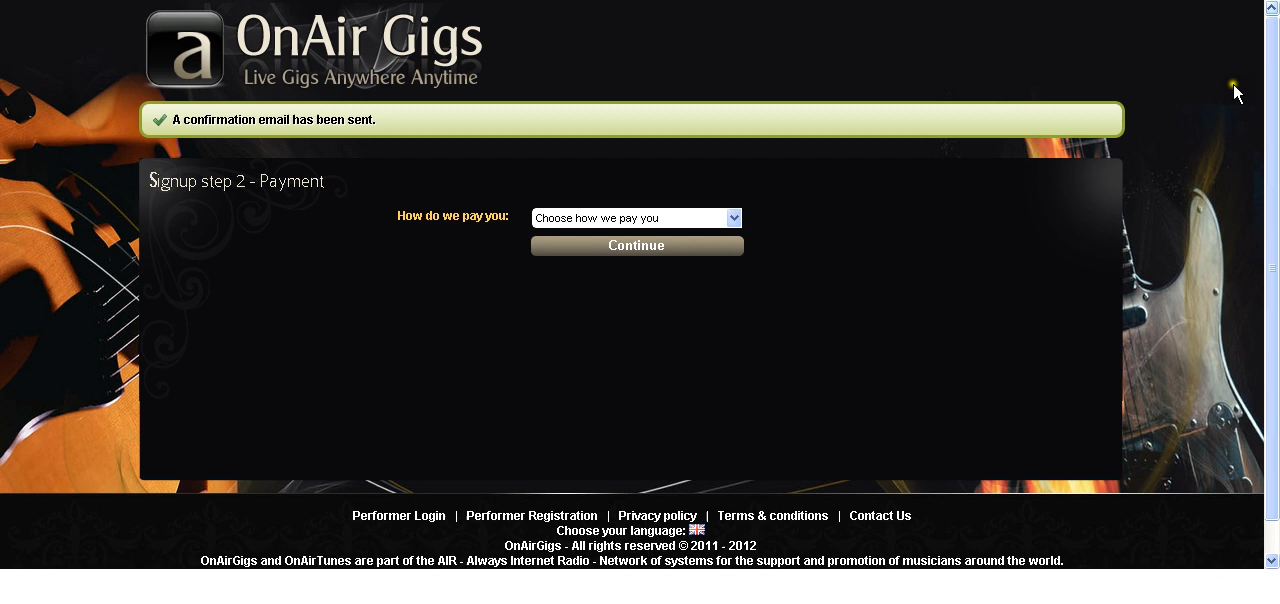 a
OnAir Gigs
Live Gigs Anywhere Anytime
A confirmation email has been sent.
Signup step 2 - Payment
How do we pay you:
Choose how we pay you
Continue
Performer Login | Performer Registration | Privacy policy | Terms & conditions | Contact Us
Choose your language:
OnAirGigs - All rights reserved © 2011 - 2012
OnAirGigs and OnAirTunes are part of the AIR - Always Internet Radio - Network of systems for the support and promotion of musicians around the world.